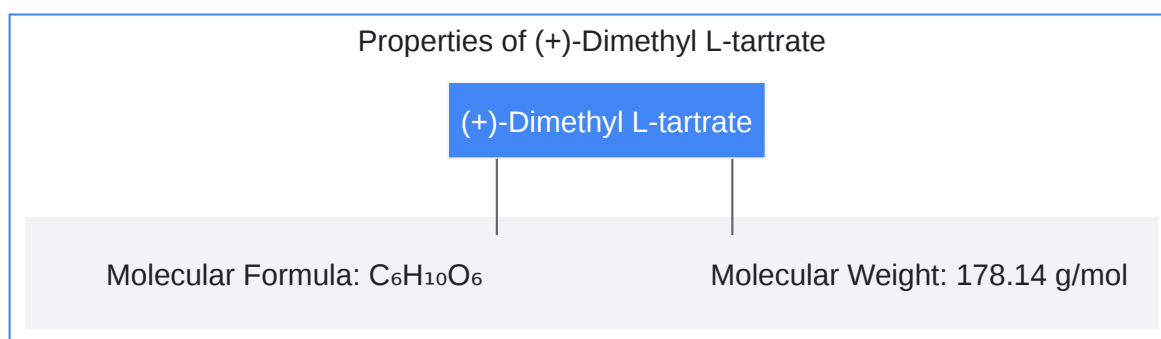 Properties of (+)-Dimethyl L-tartrate
(+)-Dimethyl L-tartrate
Molecular Formula: C₆H₁₀O₆
Molecular Weight: 178.14 g/mol